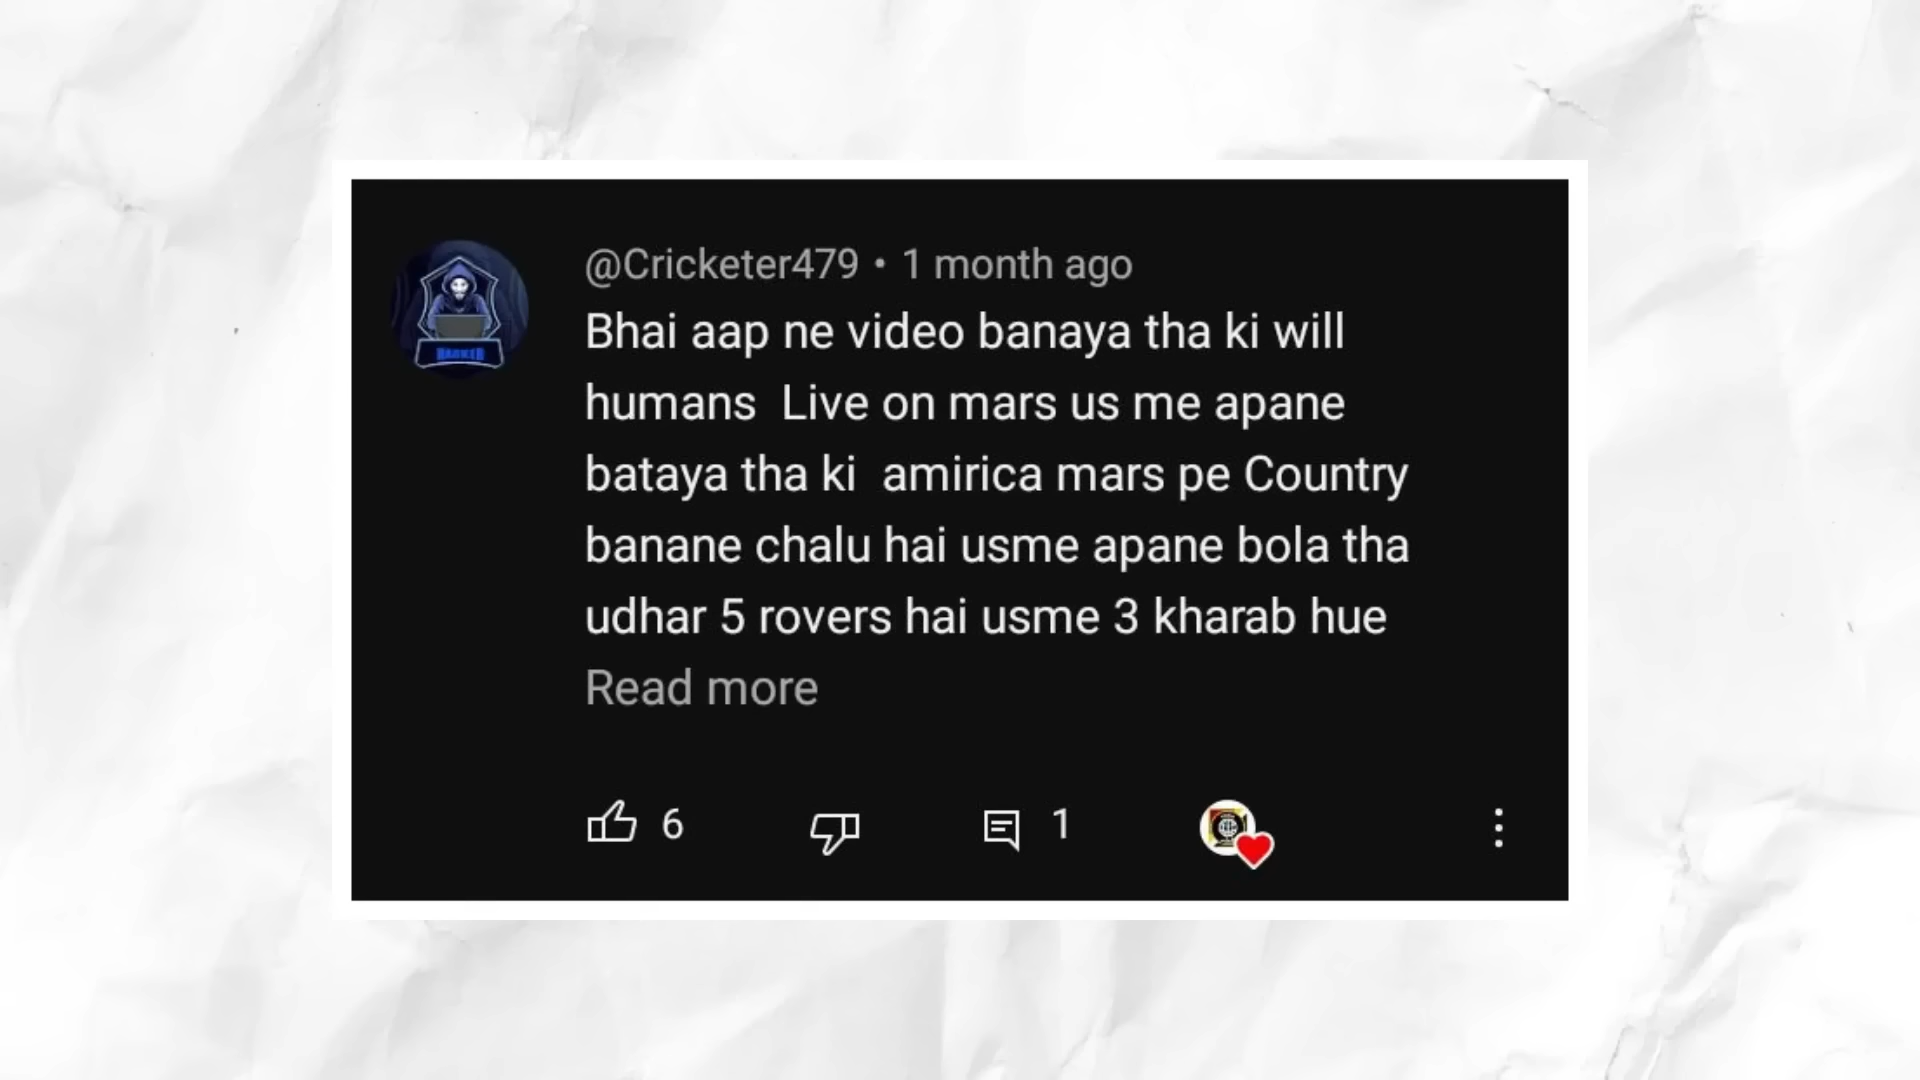 @Cricketer479 • 1 month ago
Bhai aap ne video banaya tha ki will
humans  Live on mars us me apane
bataya tha ki  amirica mars pe Country
banane chalu hai usme apane bola tha
udhar 5 rovers hai usme 3 kharab hue
Read more
6
1
HACKER